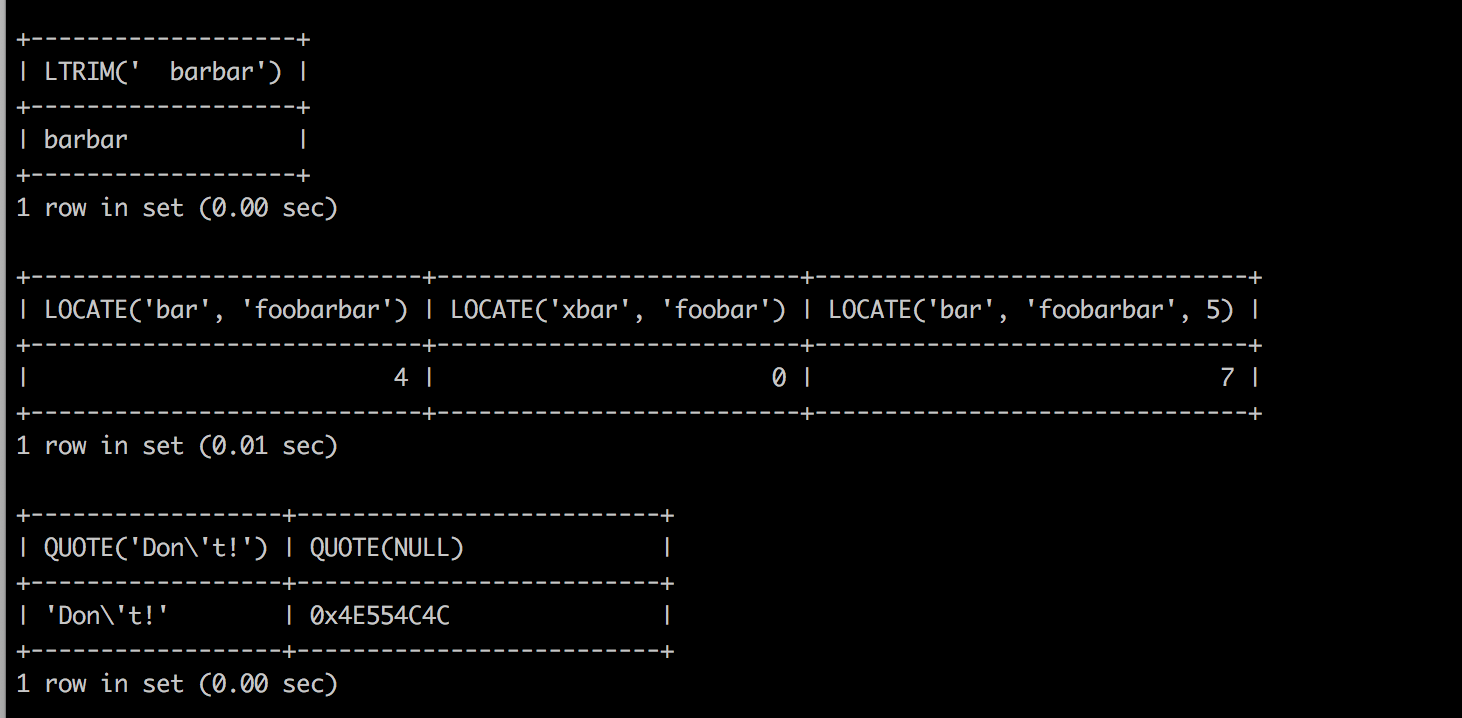 +-------------------+
| LTRIM('  barbar') |
+-------------------+
| barbar            |
+-------------------+
1 row in set (0.00 sec)

+----------------------------+--------------------------+-------------------------------+
| LOCATE('bar', 'foobarbar') | LOCATE('xbar', 'foobar') | LOCATE('bar', 'foobarbar', 5) |
+----------------------------+--------------------------+-------------------------------+
|                          4 |                        0 |                             7 |
+----------------------------+--------------------------+-------------------------------+
1 row in set (0.01 sec)

+------------------+--------------------------+
| QUOTE('Don\'t!') | QUOTE(NULL)              |
+------------------+--------------------------+
| 'Don\'t!'        | 0x4E554C4C               |
+------------------+--------------------------+
1 row in set (0.00 sec)